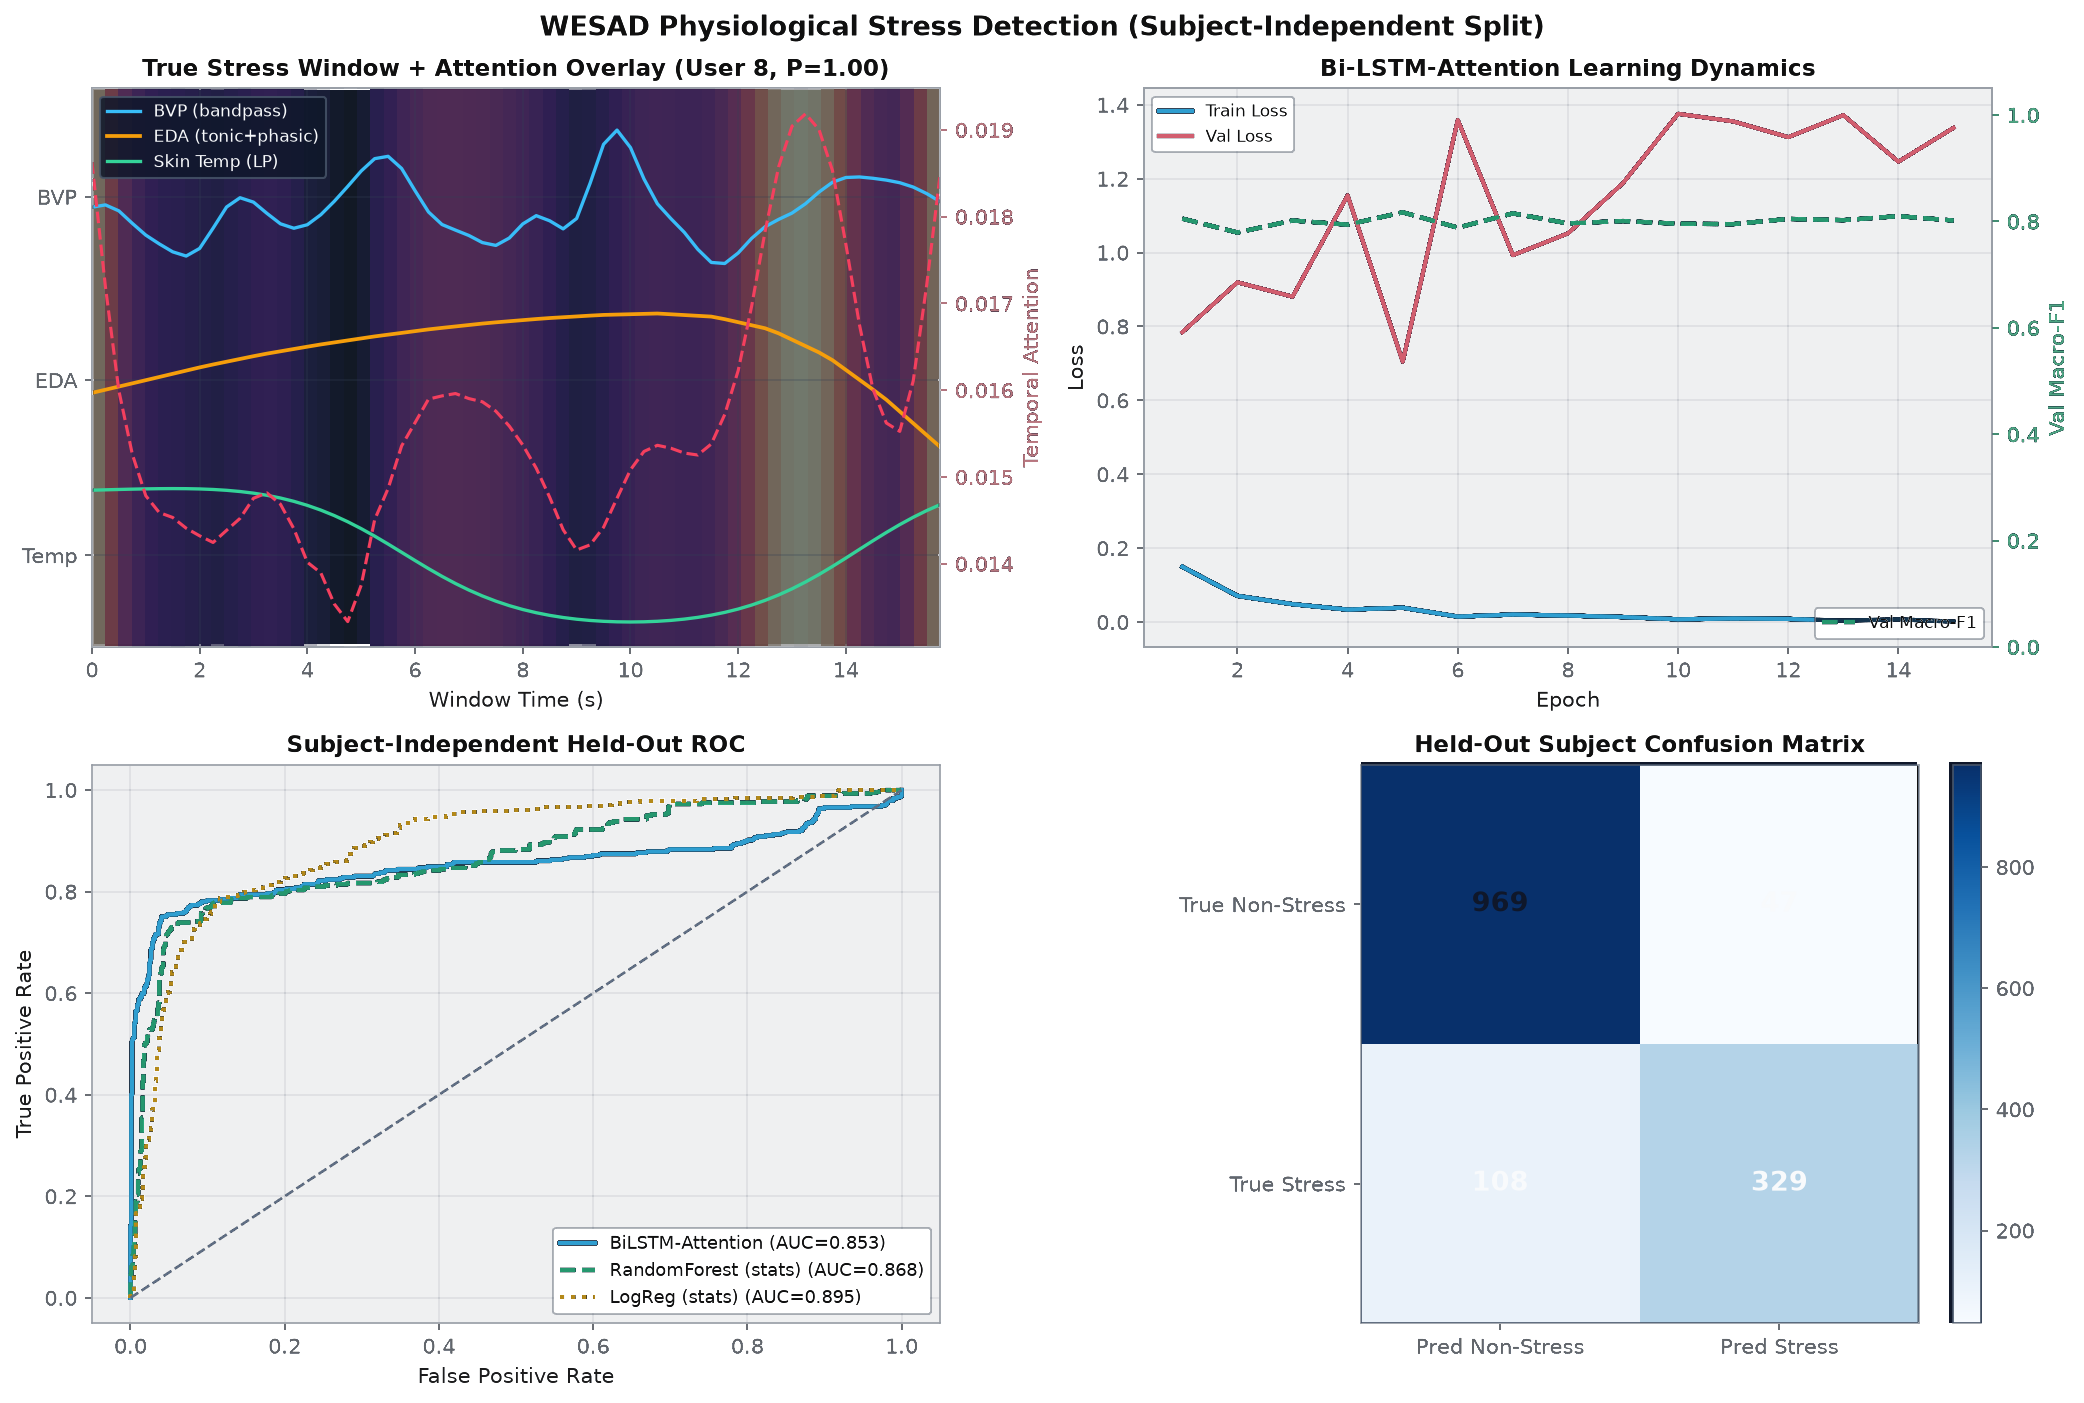 WESAD Physiological Stress Detection (Subject-Independent Split)
True Stress Window + Attention Overlay (User 8, P=1.00)
BVP (bandpass)
EDA (tonic+phasic)
Skin Temp (LP)
BVP
EDA
Temp
0.019
0.018
0.017
0.016
0.015
0.014
Temporal Attention
0 2 4 6 8 10 12 14
Window Time (s)
Bi-LSTM-Attention Learning Dynamics
Train Loss
Val Loss
1.4
1.2
1.0
0.8
0.6
0.4
0.2
0.0
Loss
1.0
0.8
0.6
0.4
0.2
0.0
Val Macro-F1
Val Macro-F1
2 4 6 8 10 12 14
Epoch
Subject-Independent Held-Out ROC
1.0
0.8
0.6
0.4
0.2
0.0
True Positive Rate
BiLSTM-Attention (AUC=0.853)
RandomForest (stats) (AUC=0.868)
LogReg (stats) (AUC=0.895)
0.0 0.2 0.4 0.6 0.8 1.0
False Positive Rate
Held-Out Subject Confusion Matrix
True Non-Stress
969
True Stress
108 329
Pred Non-Stress Pred Stress
800
600
400
200